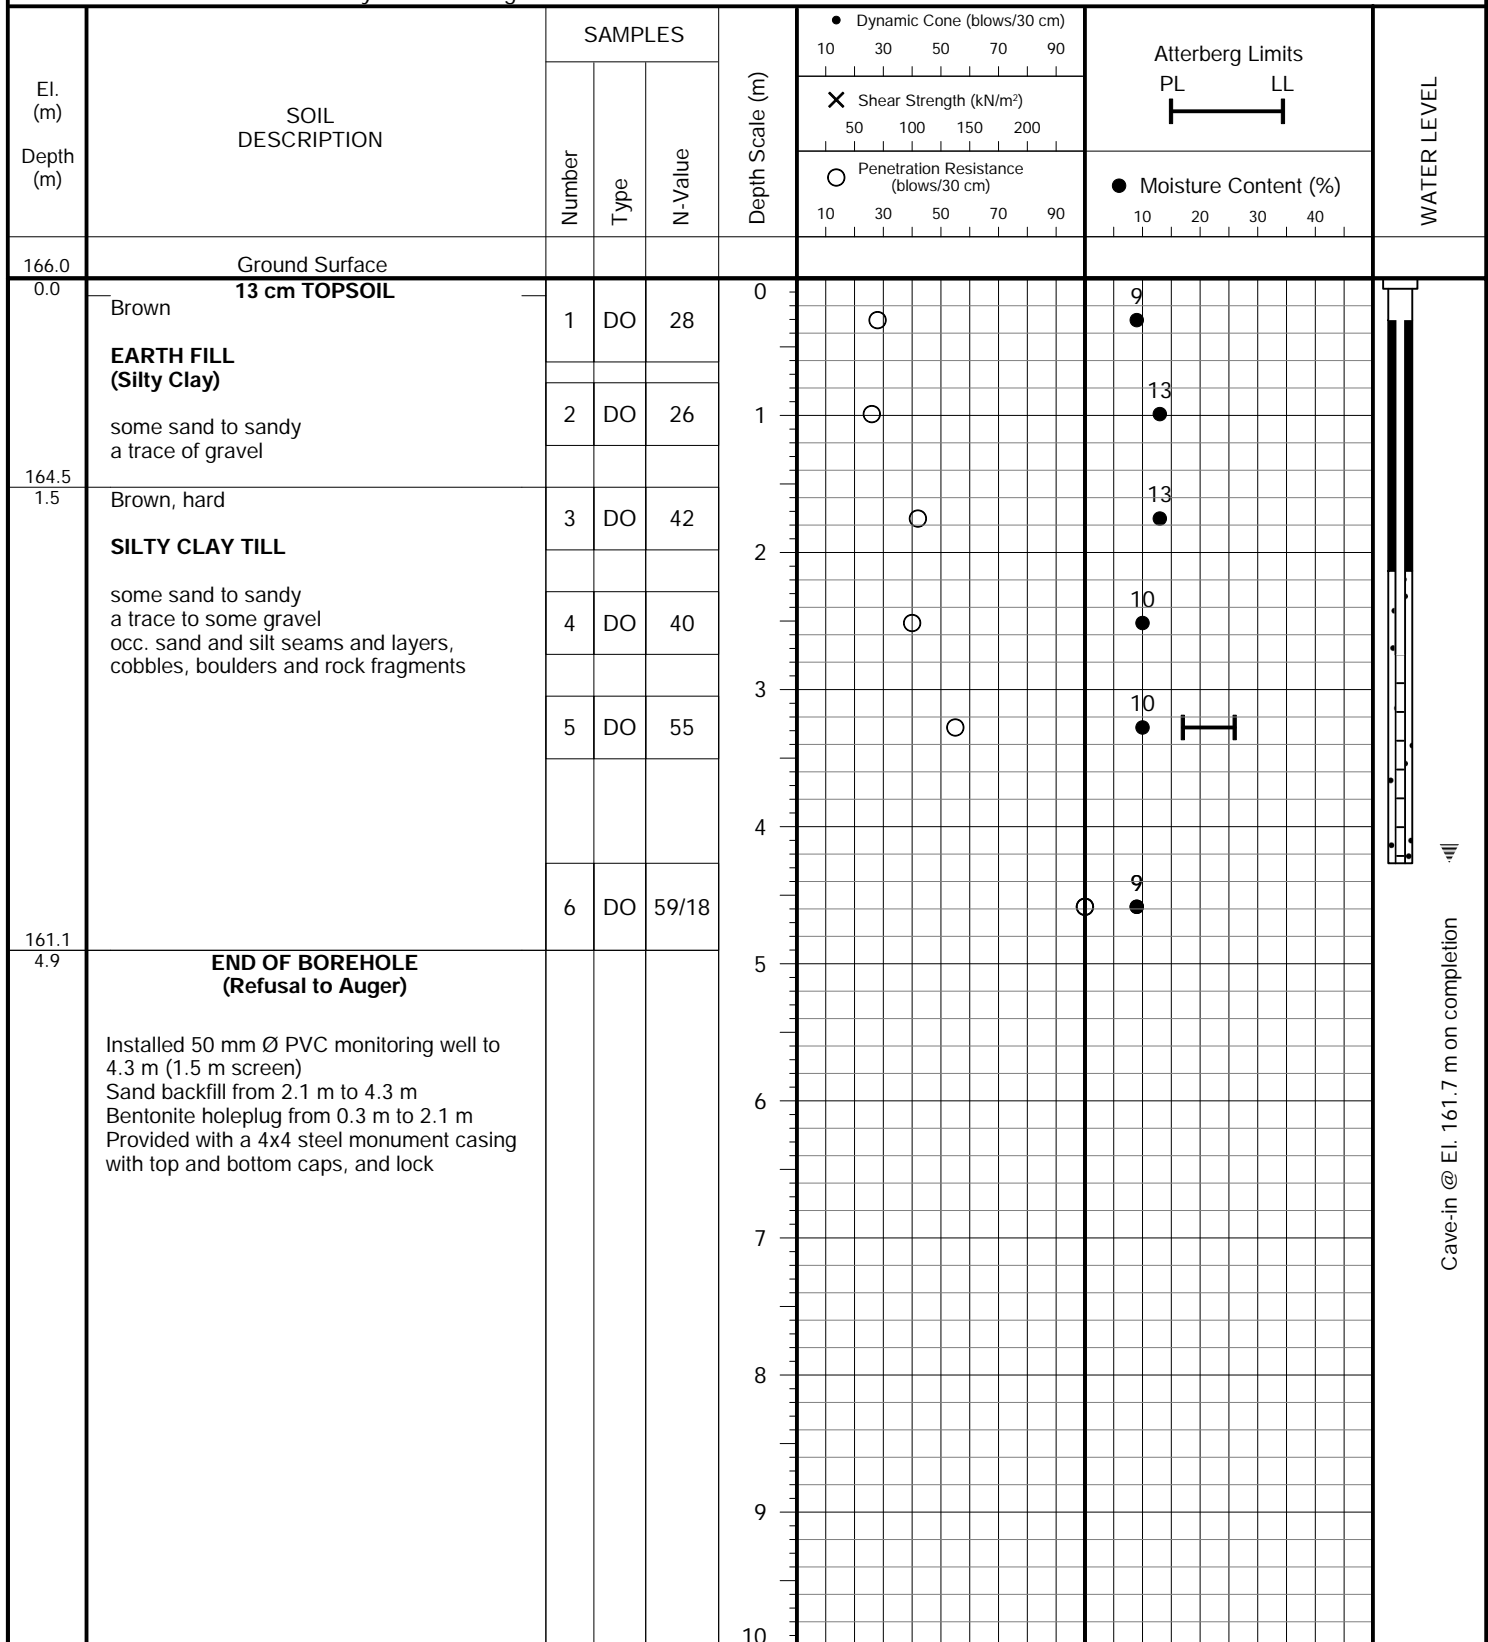 El.
(m)
Depth
(m)
SOIL
DESCRIPTION
SAMPLES
Number
Type
N-Value
Depth Scale (m)
● Dynamic Cone (blows/30 cm)
10 30 50 70 90
✕ Shear Strength (kN/m²)
50 100 150 200
○ Penetration Resistance
(blows/30 cm)
10 30 50 70 90
Atterberg Limits
PL LL
● Moisture Content (%)
10 20 30 40
WATER LEVEL
166.0 Ground Surface
0.0 13 cm TOPSOIL 0
Brown
9
1 DO 28
EARTH FILL
(Silty Clay)
13
2 DO 26 1
some sand to sandy
a trace of gravel
164.5
1.5 Brown, hard
13
3 DO 42
SILTY CLAY TILL
2
some sand to sandy
10
a trace to some gravel
4 DO 40
occ. sand and silt seams and layers,
cobbles, boulders and rock fragments
3
10
5 DO 55
4
9
6 DO 59/18
161.1
4.9 END OF BOREHOLE
(Refusal to Auger)
5
Installed 50 mm Ø PVC monitoring well to
4.3 m (1.5 m screen)
Sand backfill from 2.1 m to 4.3 m
Bentonite holeplug from 0.3 m to 2.1 m
Provided with a 4x4 steel monument casing
with top and bottom caps, and lock
6
7
8
9
10
Cave-in @ El. 161.7 m on completion